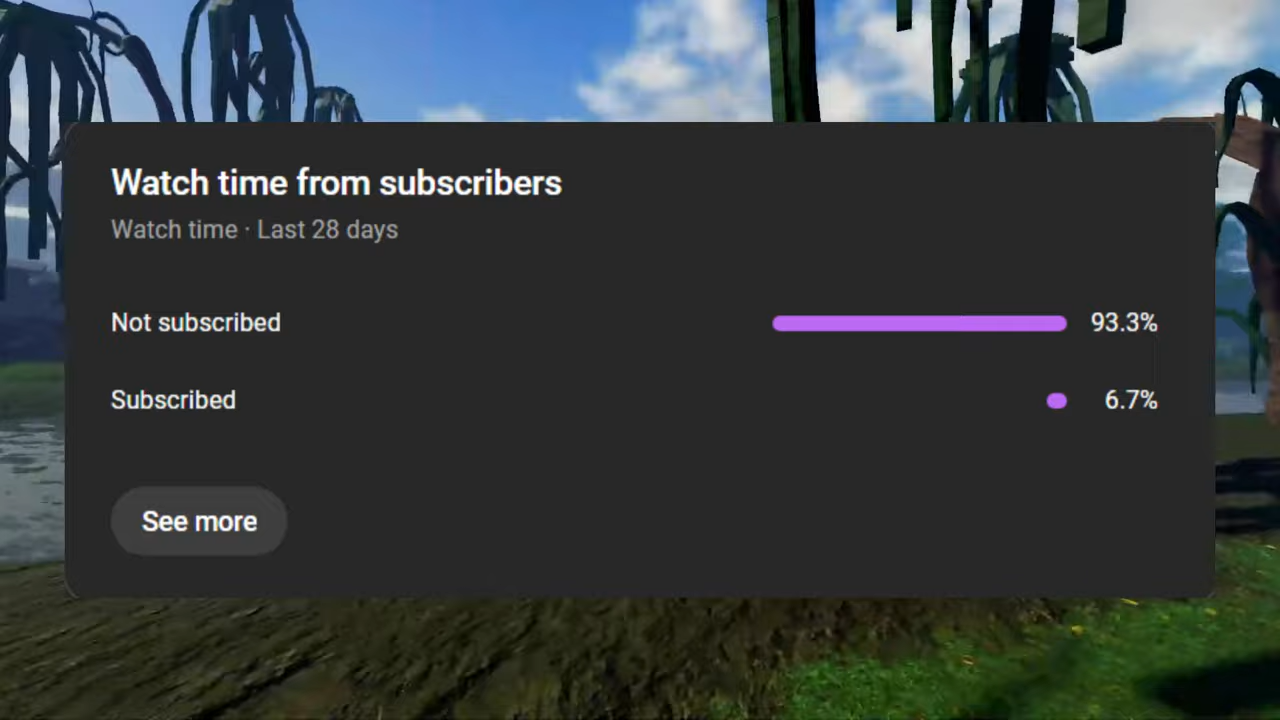 Watch time from subscribers
Watch time · Last 28 days
Not subscribed 93.3%
Subscribed 6.7%
See more